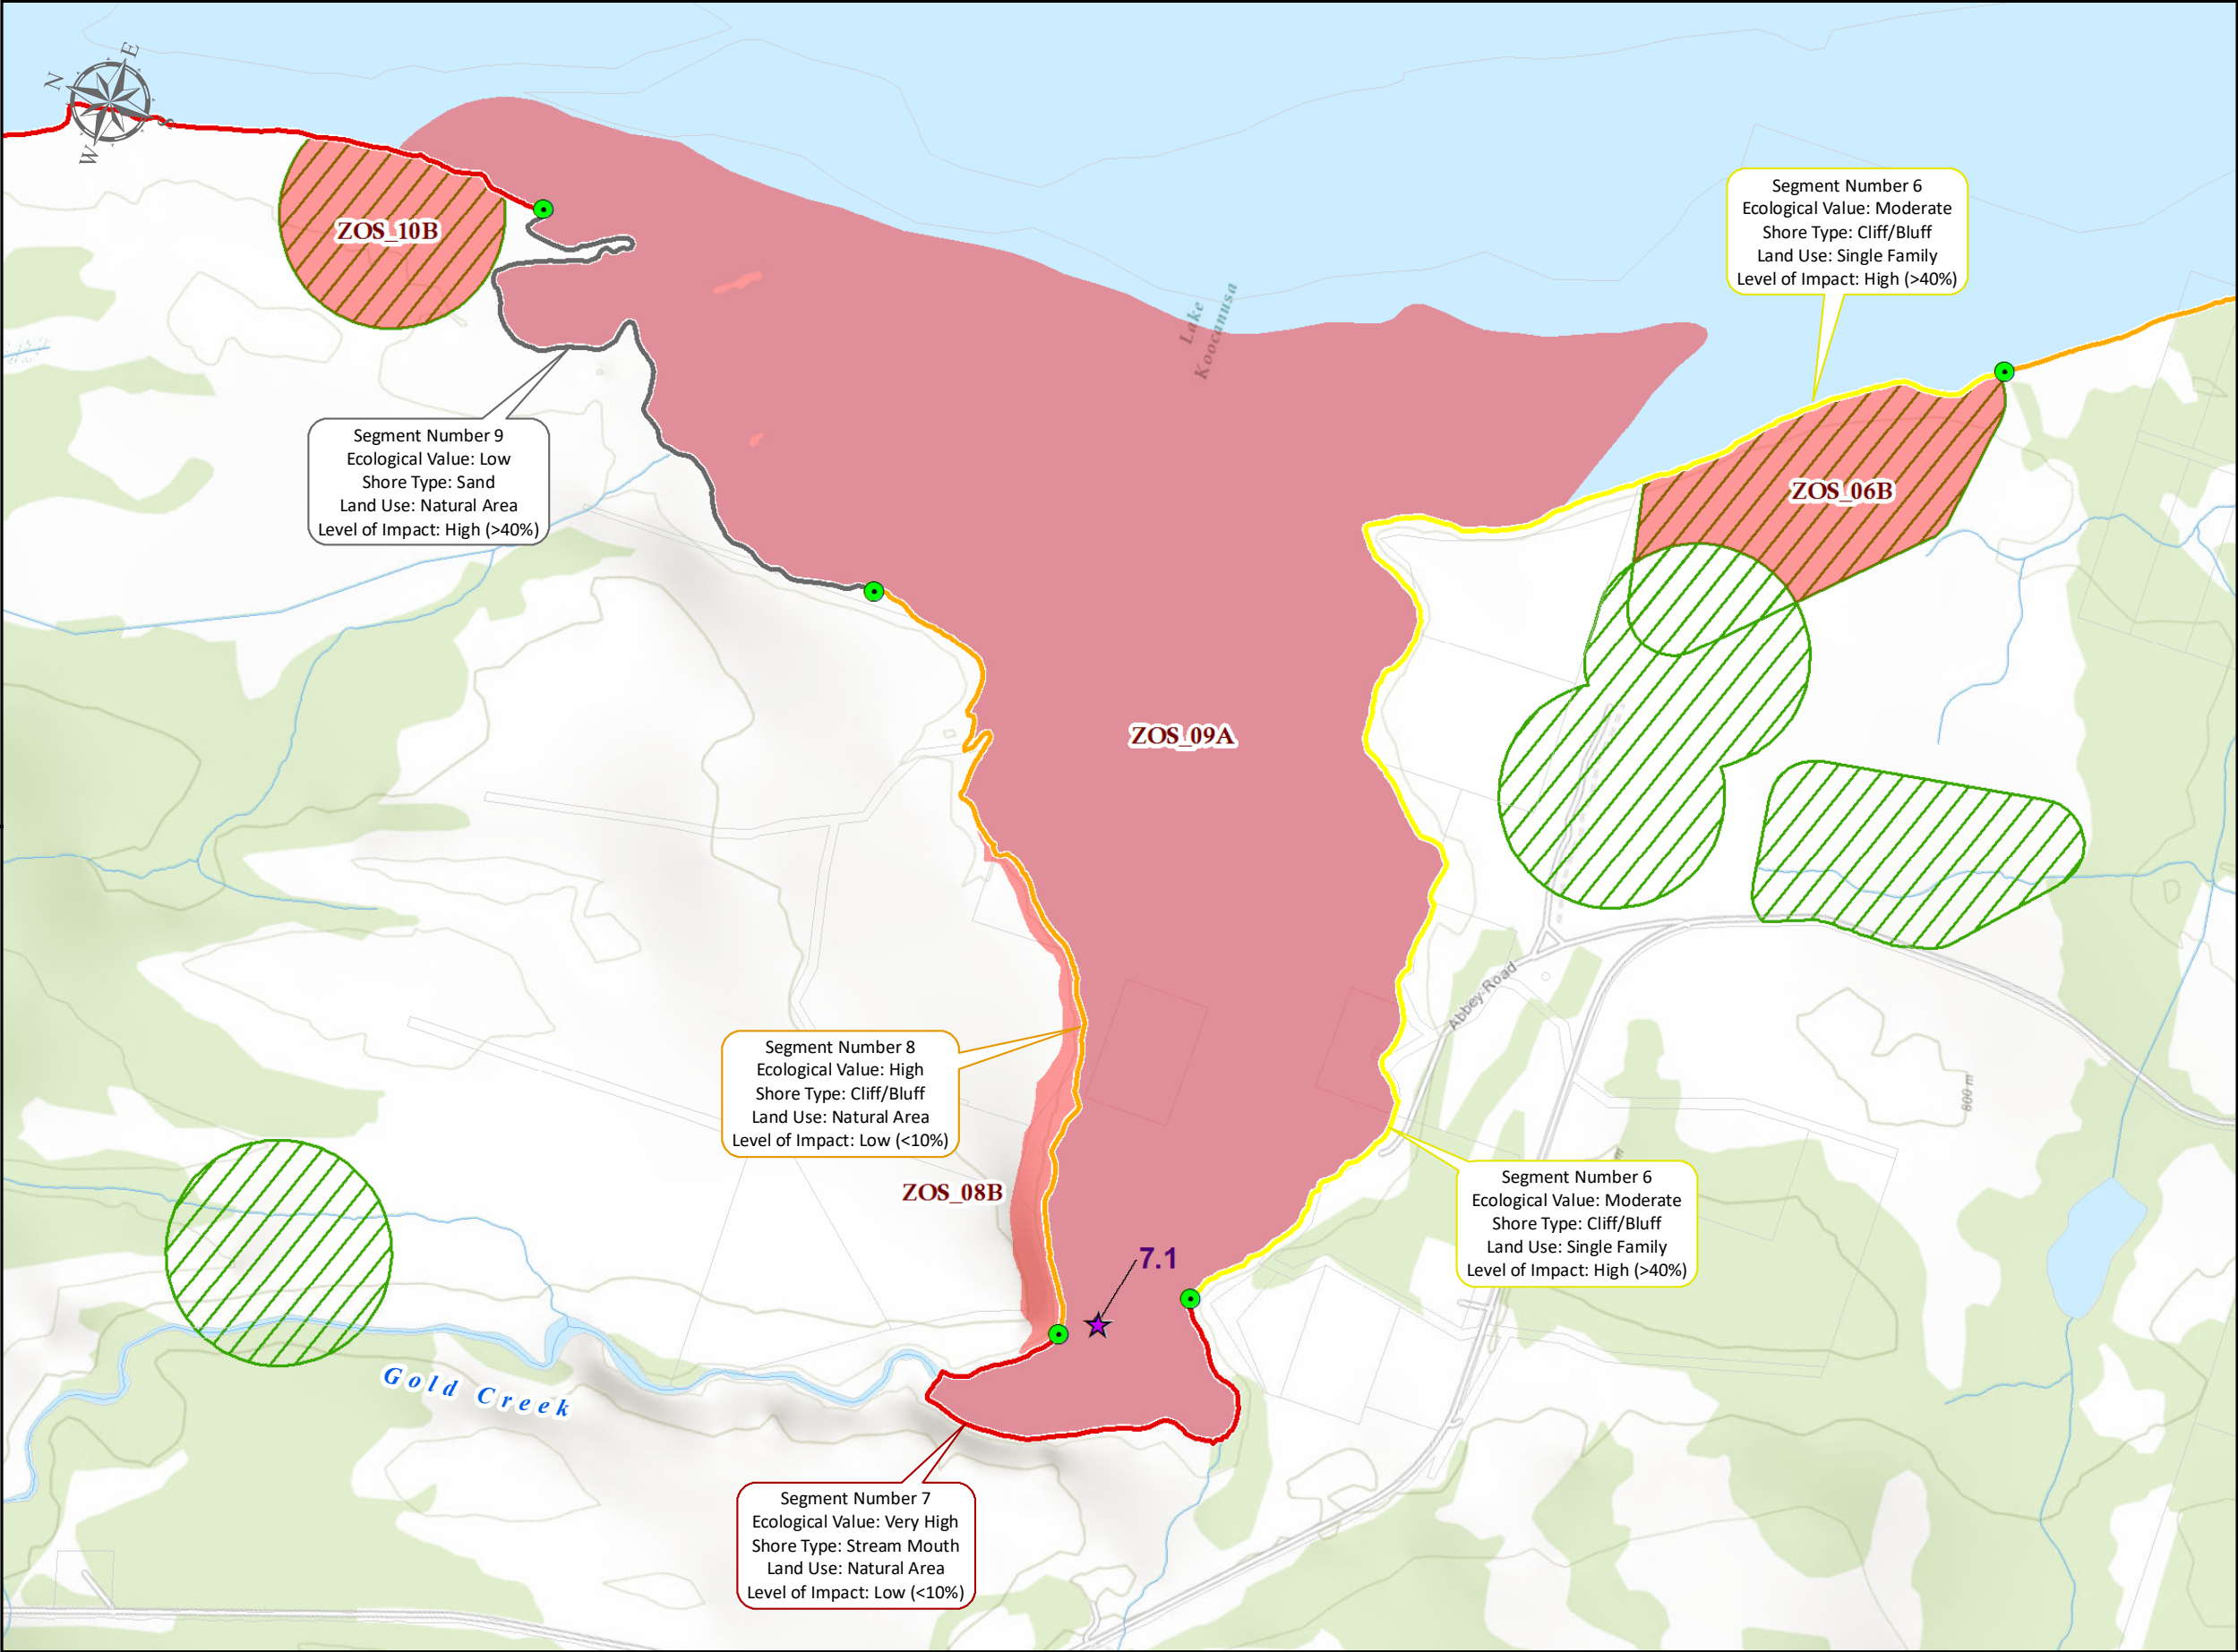 N
E
S
W
ZOS_10B
Segment Number 6
Ecological Value: Moderate
Shore Type: Cliff/Bluff
Land Use: Single Family
Level of Impact: High (>40%)
Lake
Koocanusa
Segment Number 9
Ecological Value: Low
Shore Type: Sand
Land Use: Natural Area
Level of Impact: High (>40%)
ZOS_06B
ZOS_09A
Abbey Road
Segment Number 8
Ecological Value: High
Shore Type: Cliff/Bluff
Land Use: Natural Area
Level of Impact: Low (<10%)
800 m
ZOS_08B
Segment Number 6
Ecological Value: Moderate
Shore Type: Cliff/Bluff
Land Use: Single Family
Level of Impact: High (>40%)
7.1
Gold Creek
Segment Number 7
Ecological Value: Very High
Shore Type: Stream Mouth
Land Use: Natural Area
Level of Impact: Low (<10%)